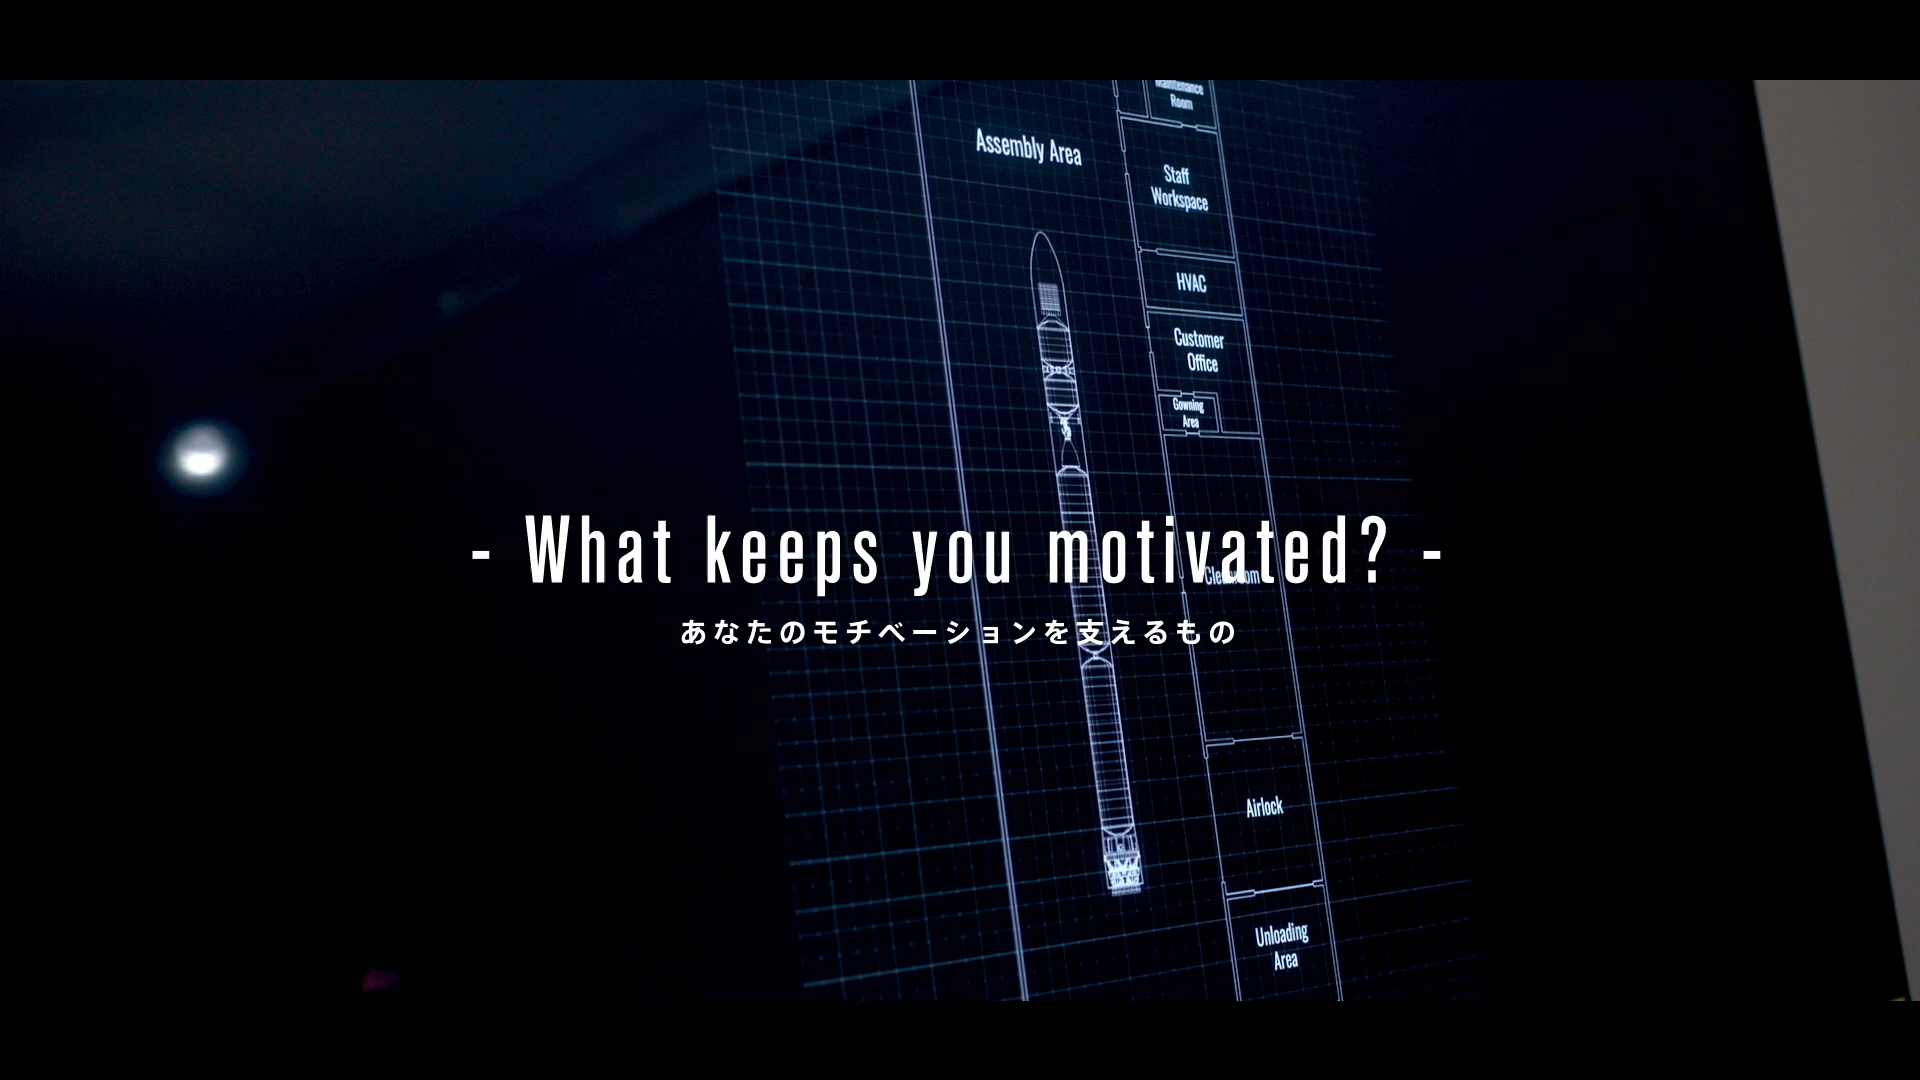 Maintenance
Room
Assembly Area
Staff
Workspace
HVAC
Customer
Office
Gowning
Area
- What keeps you motivated? -
Cleanroom
あなたのモチベーションを支えるもの
Airlock
Unloading
Area